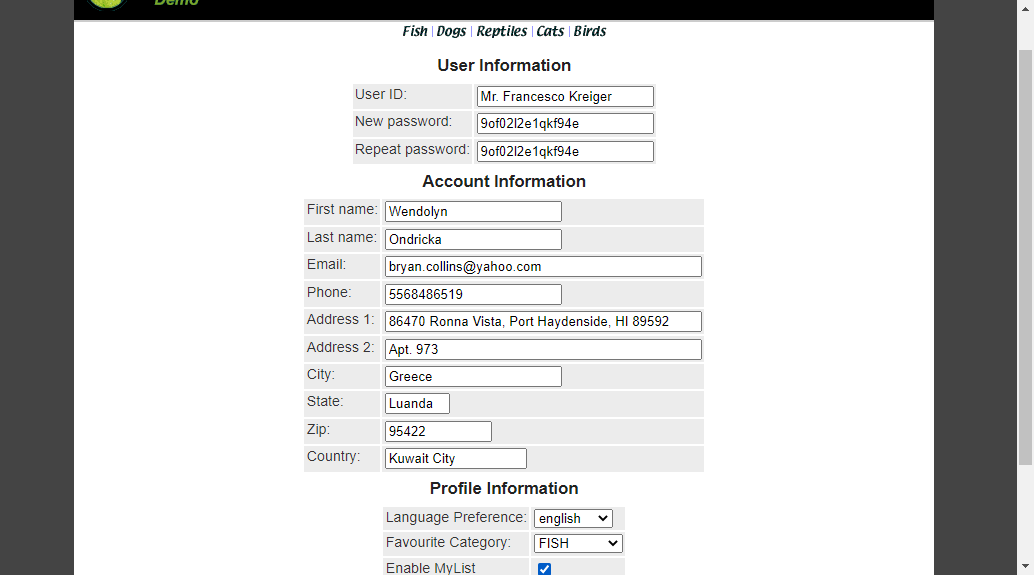 Demo
Fish | Dogs | Reptiles | Cats | Birds
User Information
User ID: Mr. Francesco Kreiger
New password: 9of02l2e1qkf94e
Repeat password: 9of02l2e1qkf94e
Account Information
First name: Wendolyn
Last name: Ondricka
Email: bryan.collins@yahoo.com
Phone: 5568486519
Address 1: 86470 Ronna Vista, Port Haydenside, HI 89592
Address 2: Apt. 973
City: Greece
State: Luanda
Zip: 95422
Country: Kuwait City
Profile Information
Language Preference: english
Favourite Category: FISH
Enable MyList